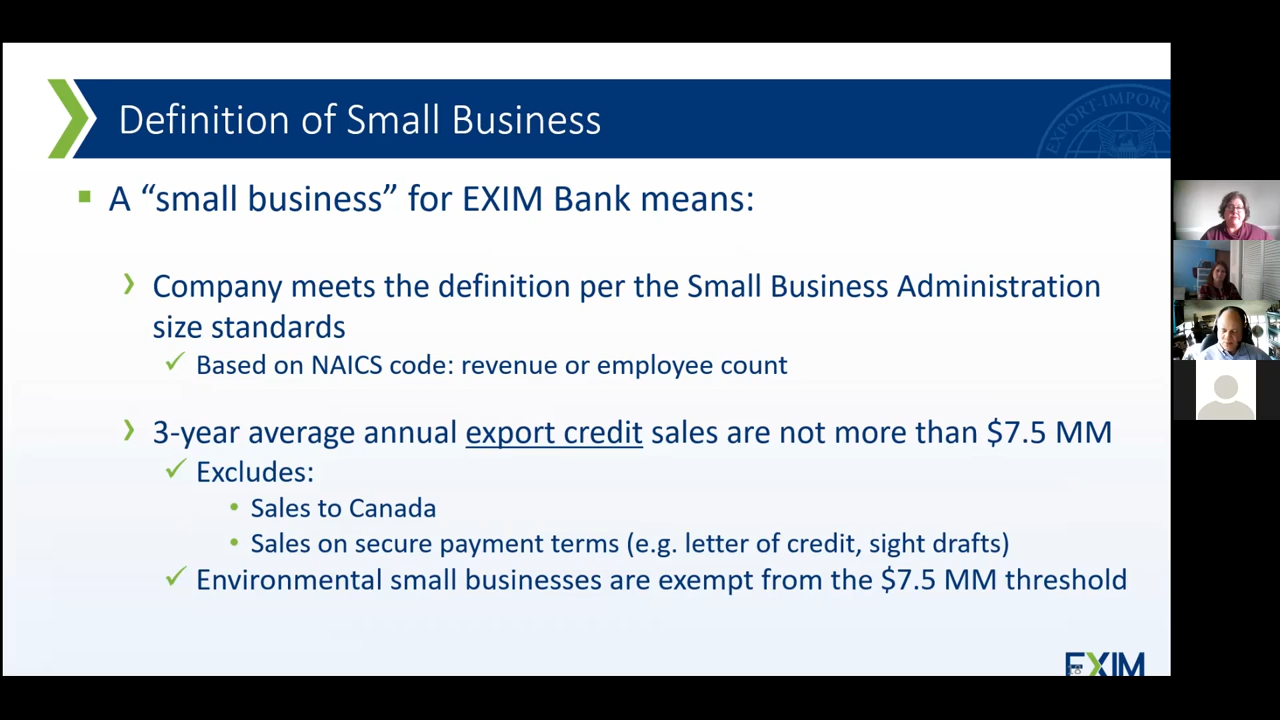 Definition of Small Business
EXPORT-IMPORT
A “small business” for EXIM Bank means:
Company meets the definition per the Small Business Administration
size standards
Based on NAICS code: revenue or employee count
3-year average annual export credit sales are not more than $7.5 MM
Excludes:
Sales to Canada
Sales on secure payment terms (e.g. letter of credit, sight drafts)
Environmental small businesses are exempt from the $7.5 MM threshold
EXIM